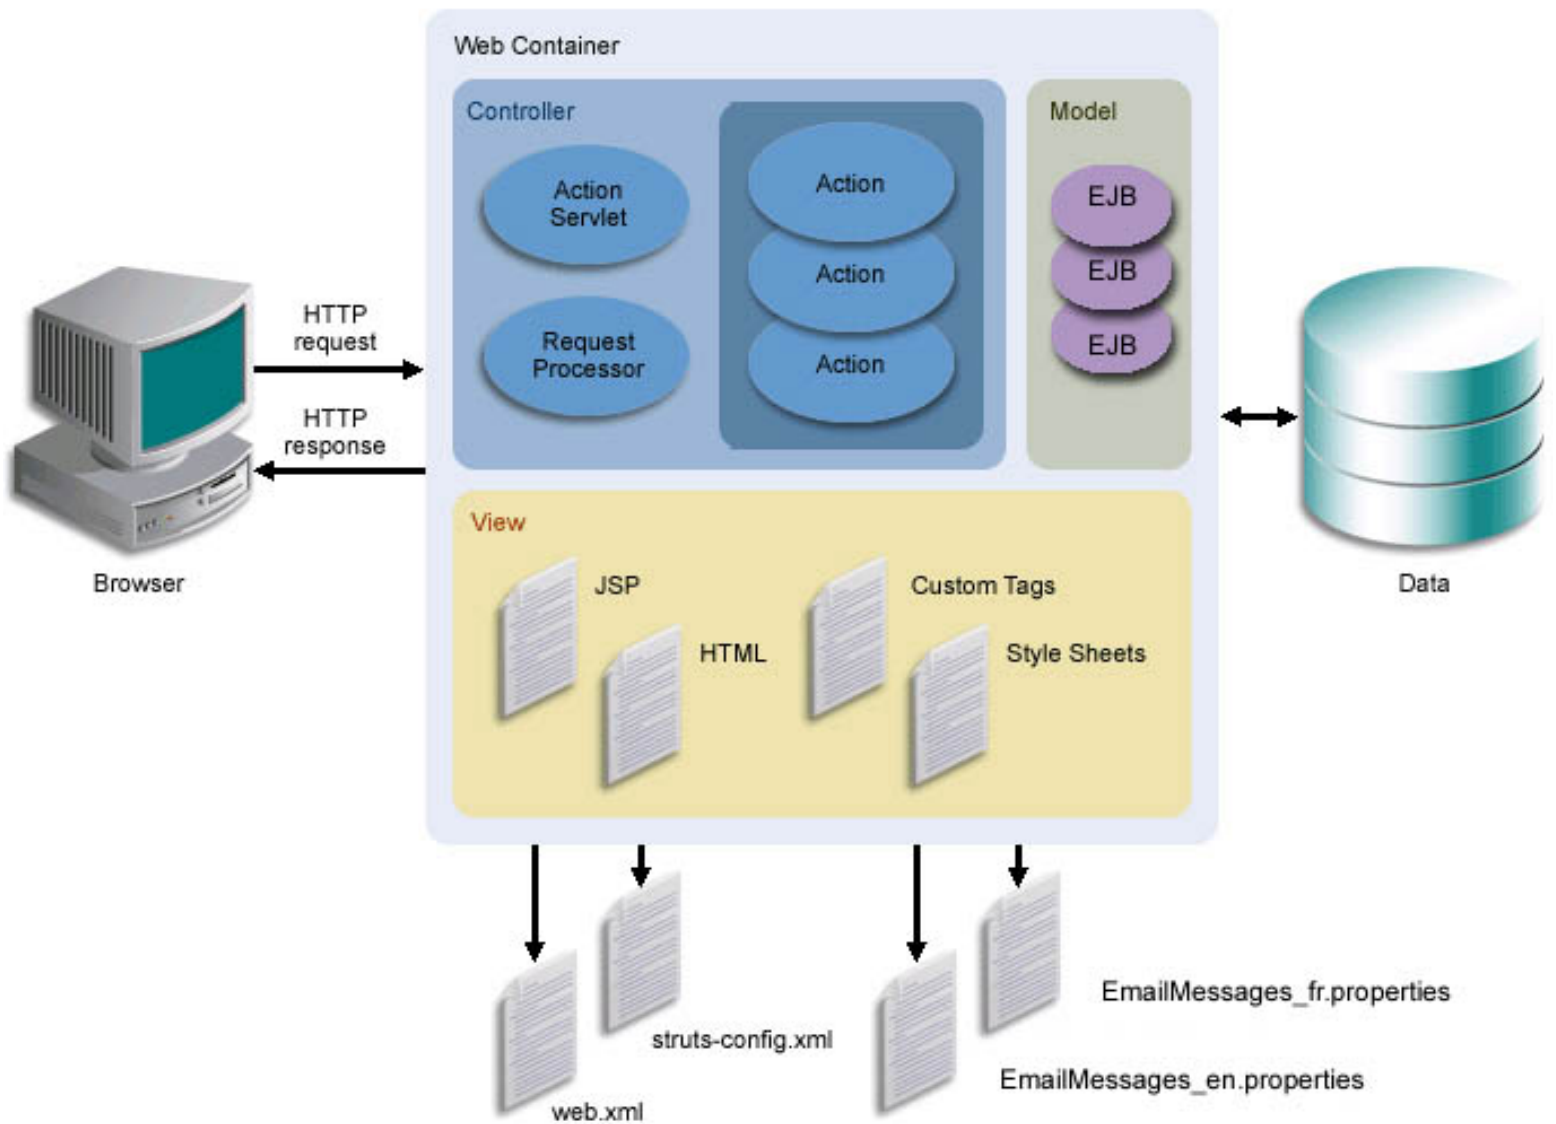 Web Container
Controller
Action
Servlet
Request
Processor
Action
Action
Action
Model
EJB
EJB
EJB
HTTP
request
HTTP
response
Browser
Data
View
JSP
HTML
Custom Tags
Style Sheets
EmailMessages_fr.properties
struts-config.xml
EmailMessages_en.properties
web.xml